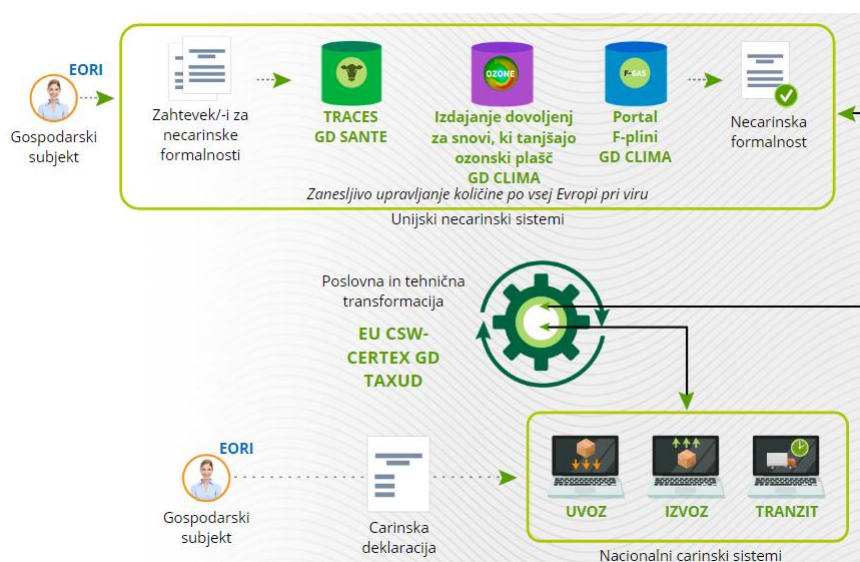 EORI
Gospodarski
subjekt
Zahtevek/-i za
necarinske
formalnosti
TRACES
GD SANTE
OZONE
Izdajanje dovoljenj
za snovi, ki tanjšajo
ozonski plašč
GD CLIMA
F-GAS
Portal
F-plini
GD CLIMA
Necarinska
formalnost
Zanesljivo upravljanje količine po vsej Evropi pri viru
Unijski necarinski sistemi
Poslovna in tehnična
transformacija
EU CSW-
CERTEX GD
TAXUD
EORI
Gospodarski
subjekt
Carinska
deklaracija
UVOZ
IZVOZ
TRANZIT
Nacionalni carinski sistemi